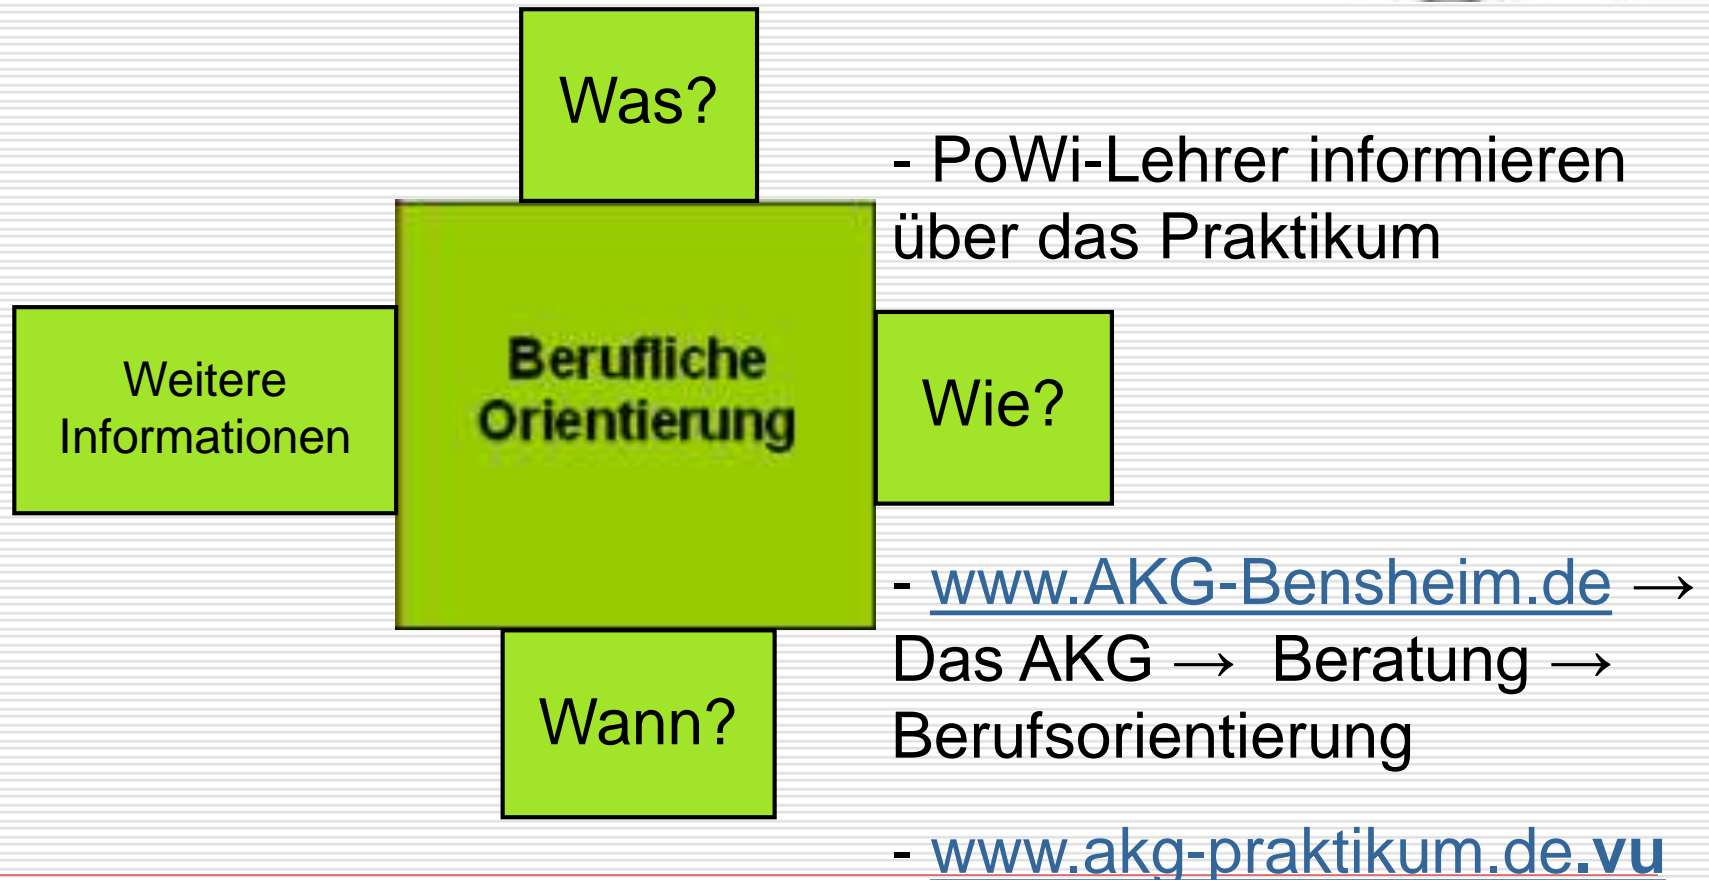 Was?
- PoWi-Lehrer informieren
über das Praktikum
Weitere
Informationen
Berufliche
Orientierung
Wie?
- www.AKG-Bensheim.de →
Das AKG → Beratung →
Berufsorientierung
Wann?
- www.akg-praktikum.de.vu